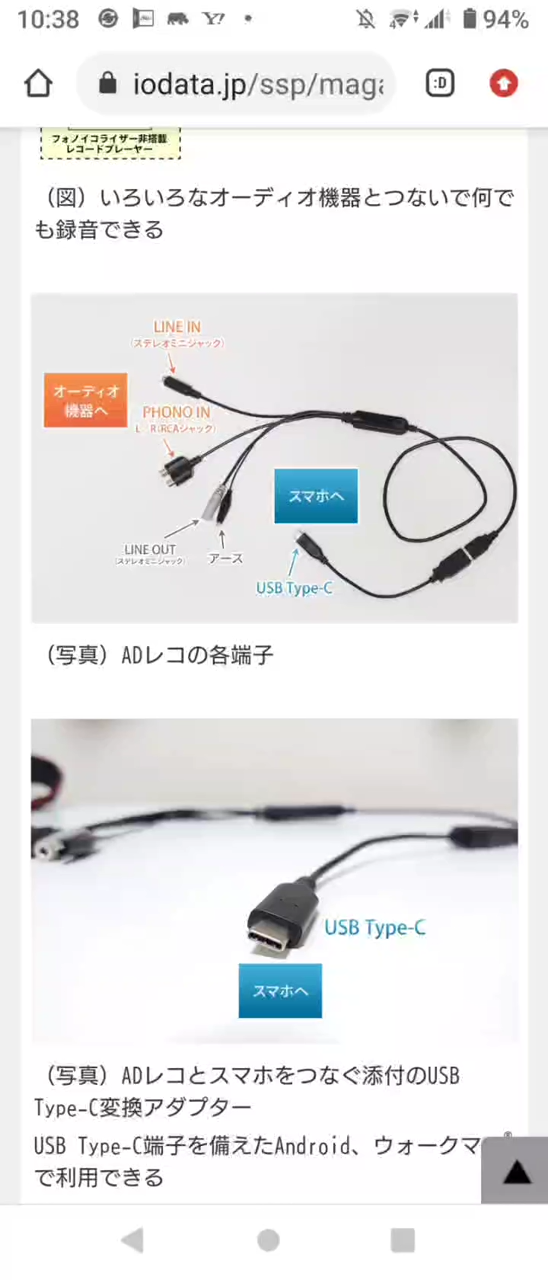 10:38
Y!
94%
iodata.jp/ssp/maga
:D
フォノイコライザー非搭載
レコードプレーヤー
(図)いろいろなオーディオ機器とつないで何で
も録音できる
LINE IN
(ステレオミニジャック)
オーディオ
機器へ
PHONO IN
L R(RCAジャック)
スマホへ
LINE OUT
(ステレオミニジャック)
アース
USB Type-C
(写真)ADレコの各端子
USB Type-C
スマホへ
(写真)ADレコとスマホをつなぐ添付のUSB
Type-C変換アダプター
USB Type-C端子を備えたAndroid、ウォークマ
で利用できる